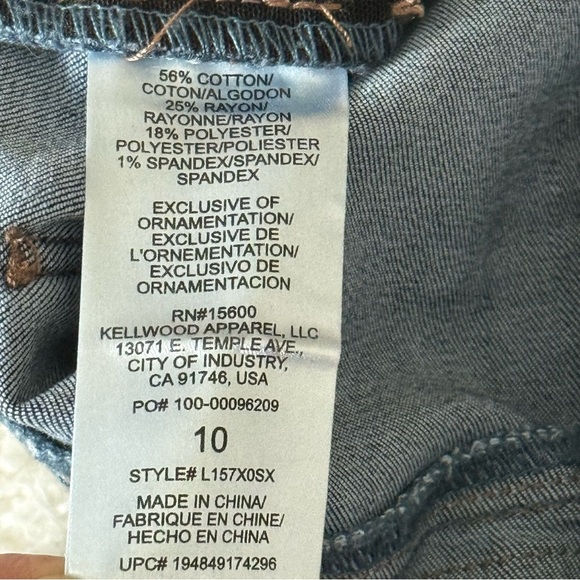 56% COTTON/
COTON/ALGODON
25% RAYON/
RAYONNE/RAYON
18% POLYESTER/
POLYESTER/POLIESTER
1% SPANDEX/SPANDEX/
SPANDEX
EXCLUSIVE OF
ORNAMENTATION/
EXCLUSIVE DE
L'ORNEMENTATION/
EXCLUSIVO DE
ORNAMENTACION
RN#15600
KELLWOOD APPAREL, LLC
13071 E. TEMPLE AVE.,
CITY OF INDUSTRY,
CA 91746, USA
PO# 100-00096209
10
STYLE# L157X0SX
MADE IN CHINA/
FABRIQUE EN CHINE/
HECHO EN CHINA
UPC# 194849174296